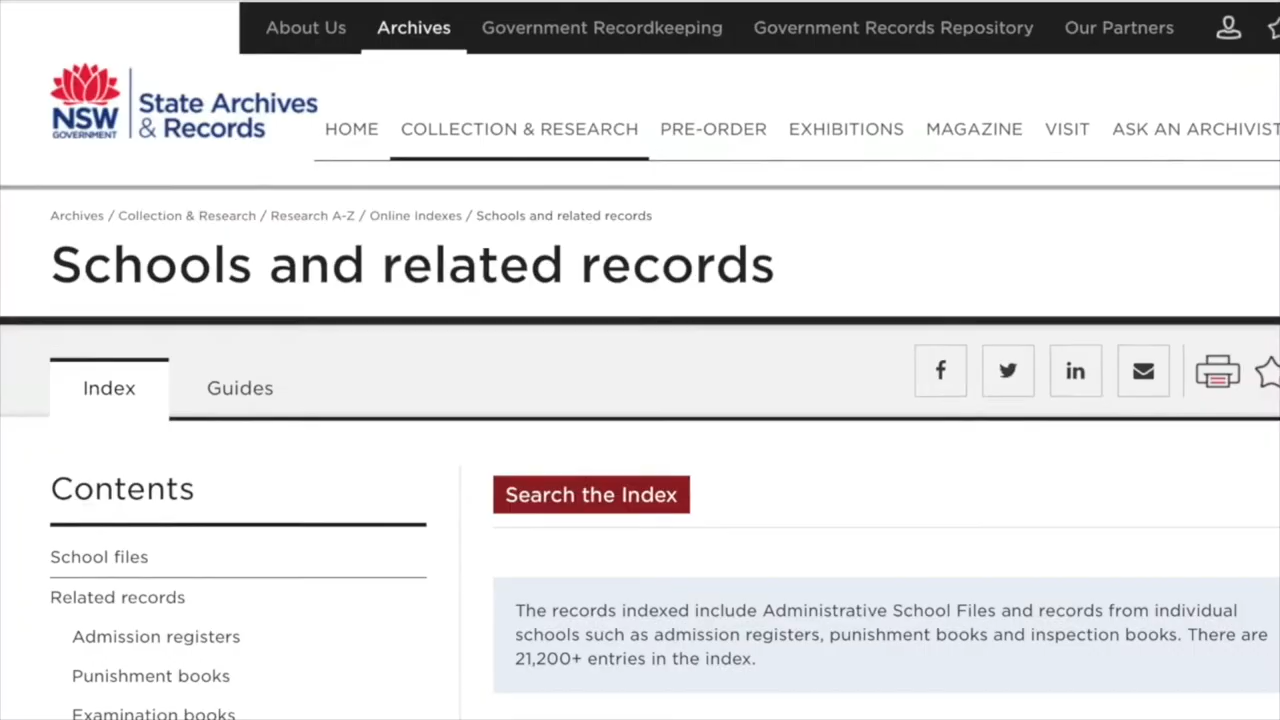 About Us Archives Government Recordkeeping Government Records Repository Our Partners
NSW
GOVERNMENT
State Archives
& Records
HOME COLLECTION & RESEARCH PRE-ORDER EXHIBITIONS MAGAZINE VISIT ASK AN ARCHIVIST
Archives / Collection & Research / Research A-Z / Online Indexes / Schools and related records
Schools and related records
Index Guides
Contents
School files
Related records
Admission registers
Punishment books
Examination books
Search the Index
The records indexed include Administrative School Files and records from individual
schools such as admission registers, punishment books and inspection books. There are
21,200+ entries in the index.